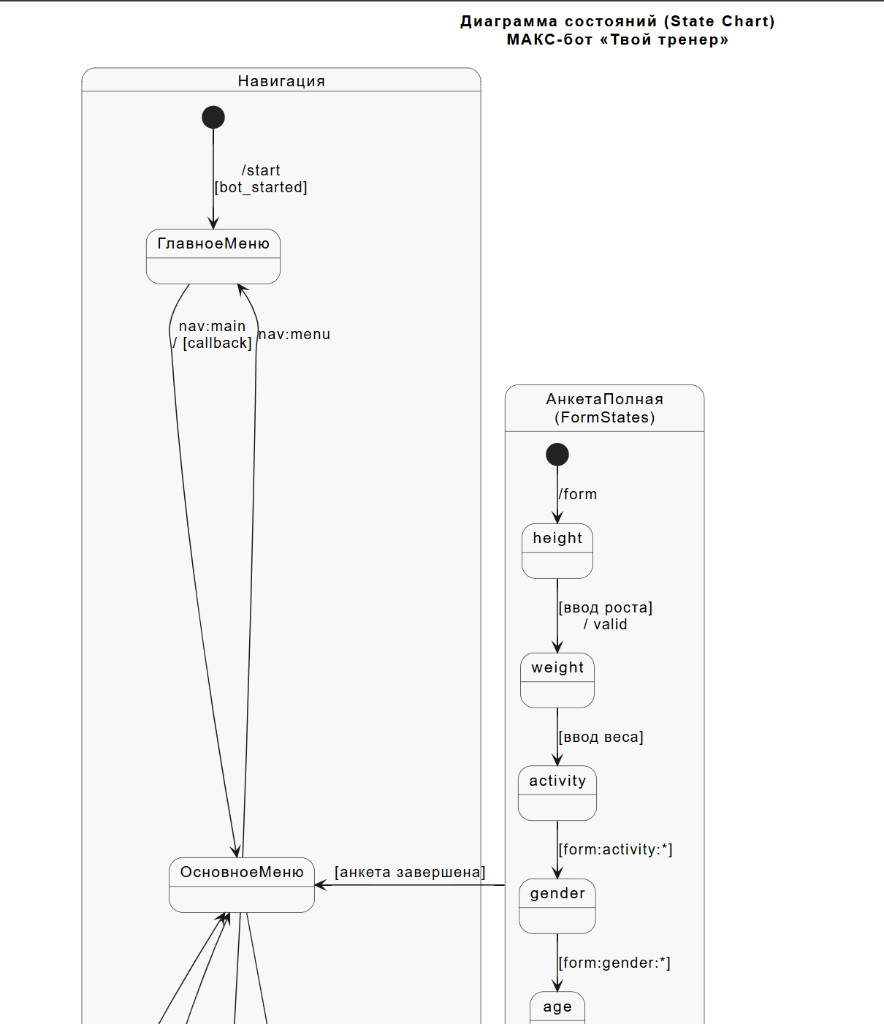 Диаграмма состояний (State Chart)
МАКС-бот «Твой тренер»
Навигация
/start
[bot_started]
ГлавноеМеню
nav:main
/ [callback]
nav:menu
АнкетаПолная
(FormStates)
/form
height
[ввод роста]
/ valid
weight
[ввод веса]
activity
[form:activity:*]
ОсновноеМеню
[анкета завершена]
gender
[form:gender:*]
age